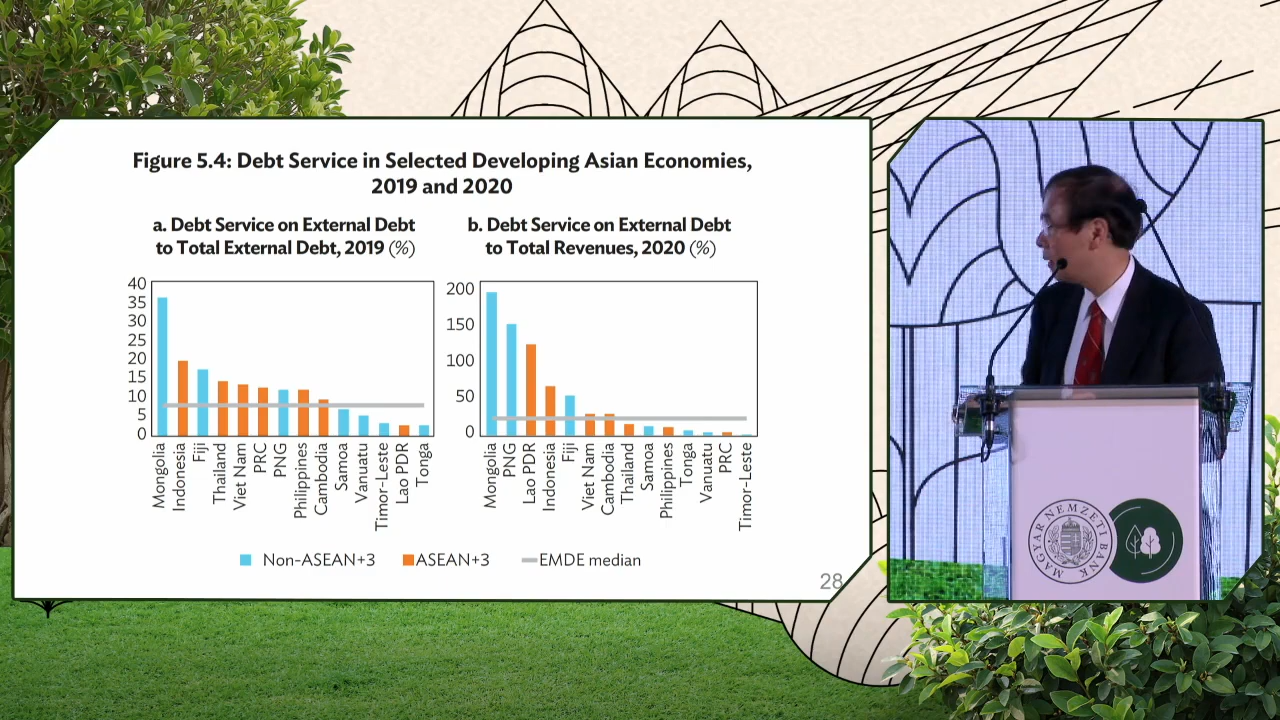 Figure 5.4: Debt Service in Selected Developing Asian Economies,
2019 and 2020
a. Debt Service on External Debt
to Total External Debt, 2019 (%)
40
35
30
25
20
15
10
5
0
Mongolia
Indonesia
Fiji
Thailand
Viet Nam
PRC
PNG
Philippines
Cambodia
Samoa
Vanuatu
Timor-Leste
Lao PDR
Tonga
b. Debt Service on External Debt
to Total Revenues, 2020 (%)
200
150
100
50
0
Mongolia
PNG
Lao PDR
Indonesia
Fiji
Viet Nam
Cambodia
Thailand
Samoa
Philippines
Tonga
Vanuatu
PRC
Timor-Leste
Non-ASEAN+3
ASEAN+3
EMDE median
28
MAGYAR NEMZETI BANK